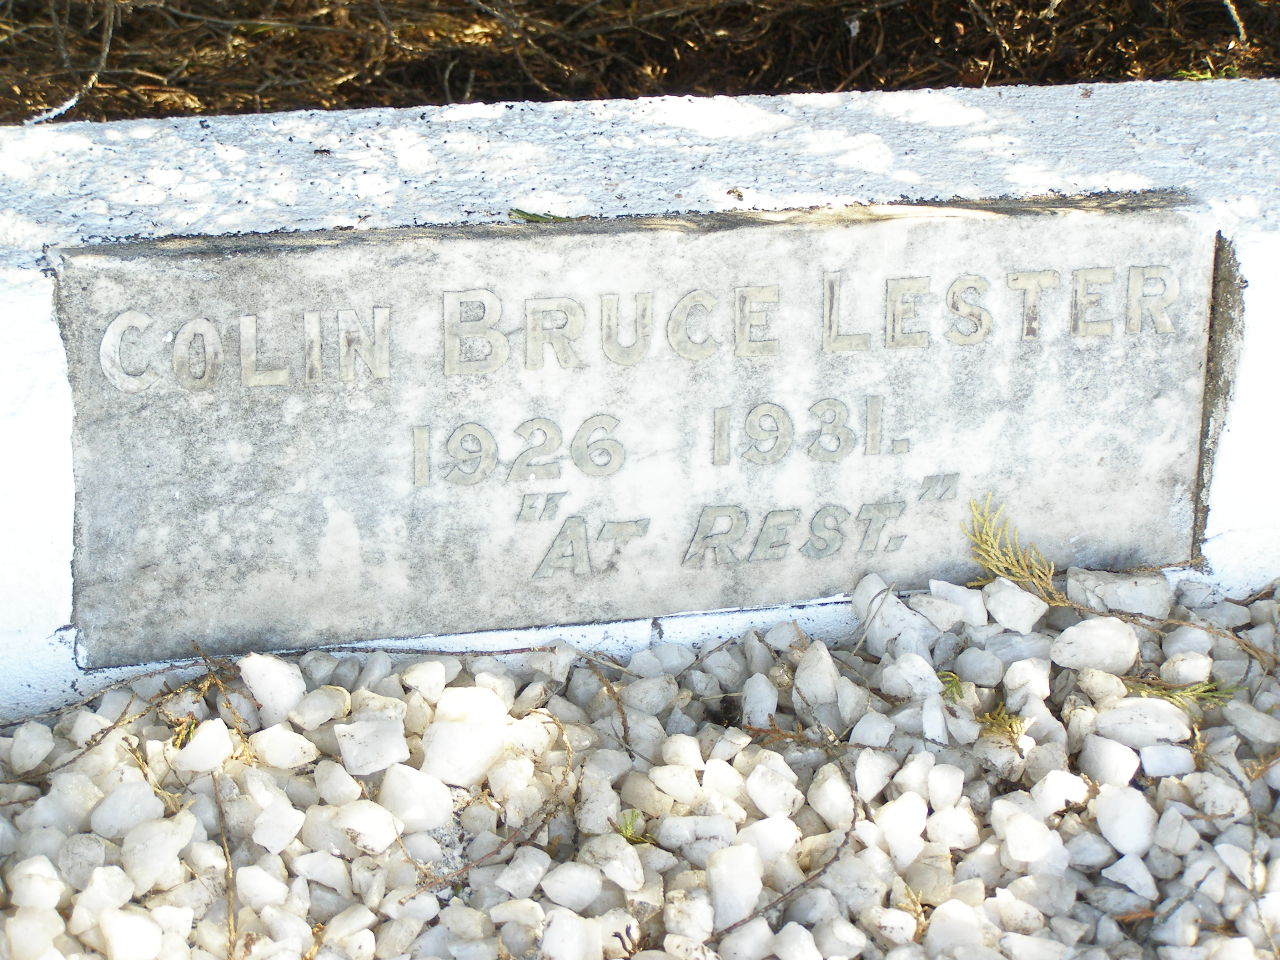 COLIN BRUCE LESTER
1926 1931.
"AT REST."